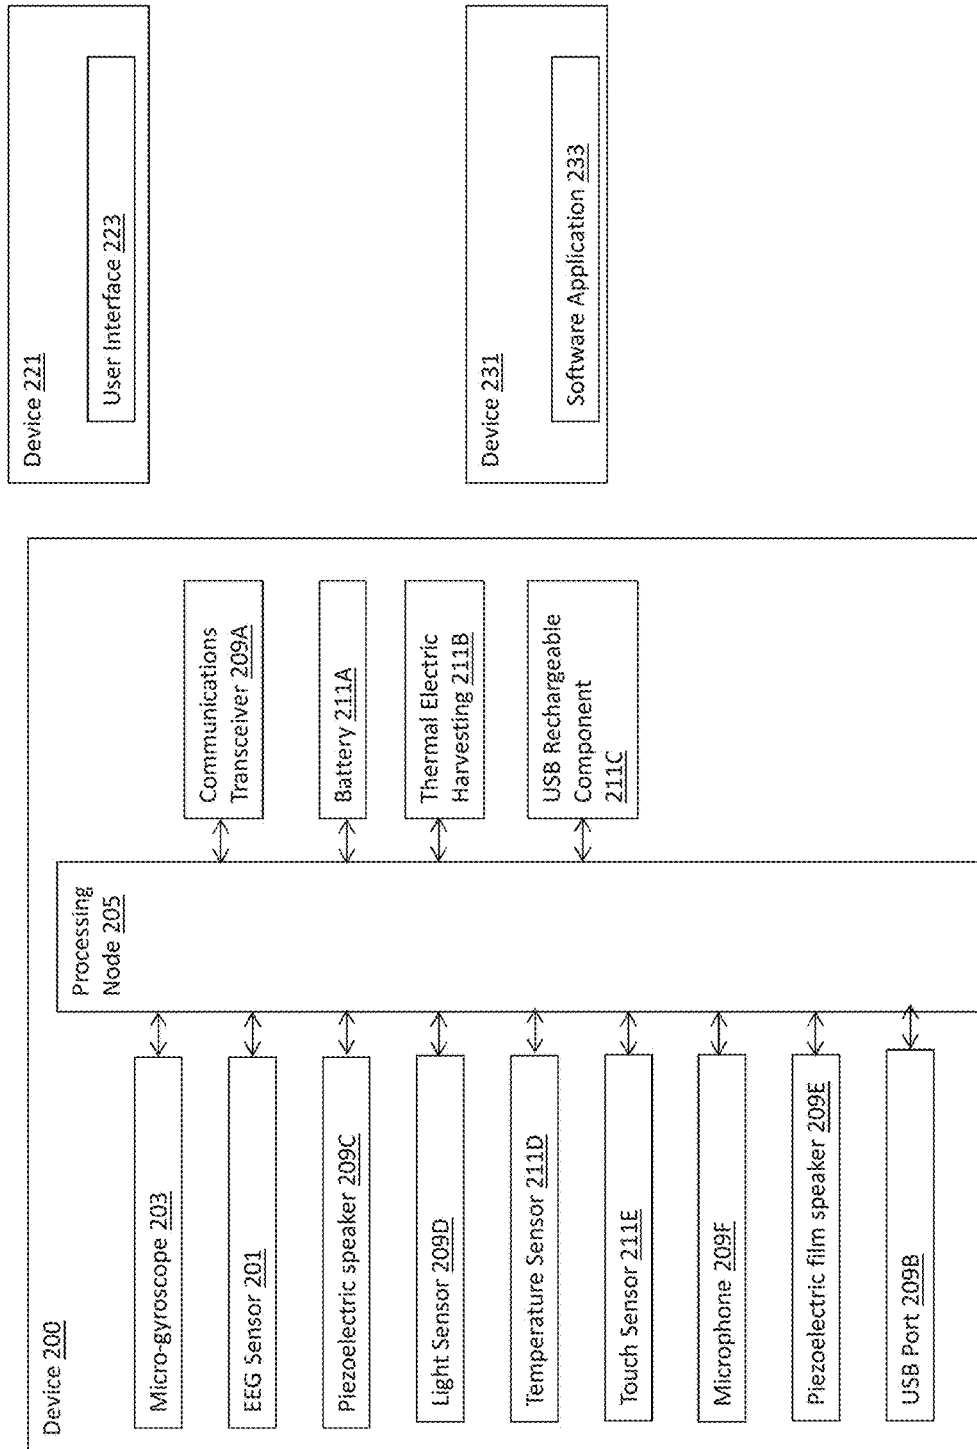 Device 200
Micro-gyroscope 203
EEG Sensor 201
Piezoelectric speaker 209C
Light Sensor 209D
Temperature Sensor 211D
Touch Sensor 211E
Microphone 209F
Piezoelectric film speaker 209E
USB Port 209B
Processing
Node 205
Communications
Transceiver 209A
Battery 211A
Thermal Electric
Harvesting 211B
USB Rechargeable
Component
211C
Device 221
User Interface 223
Device 231
Software Application 233